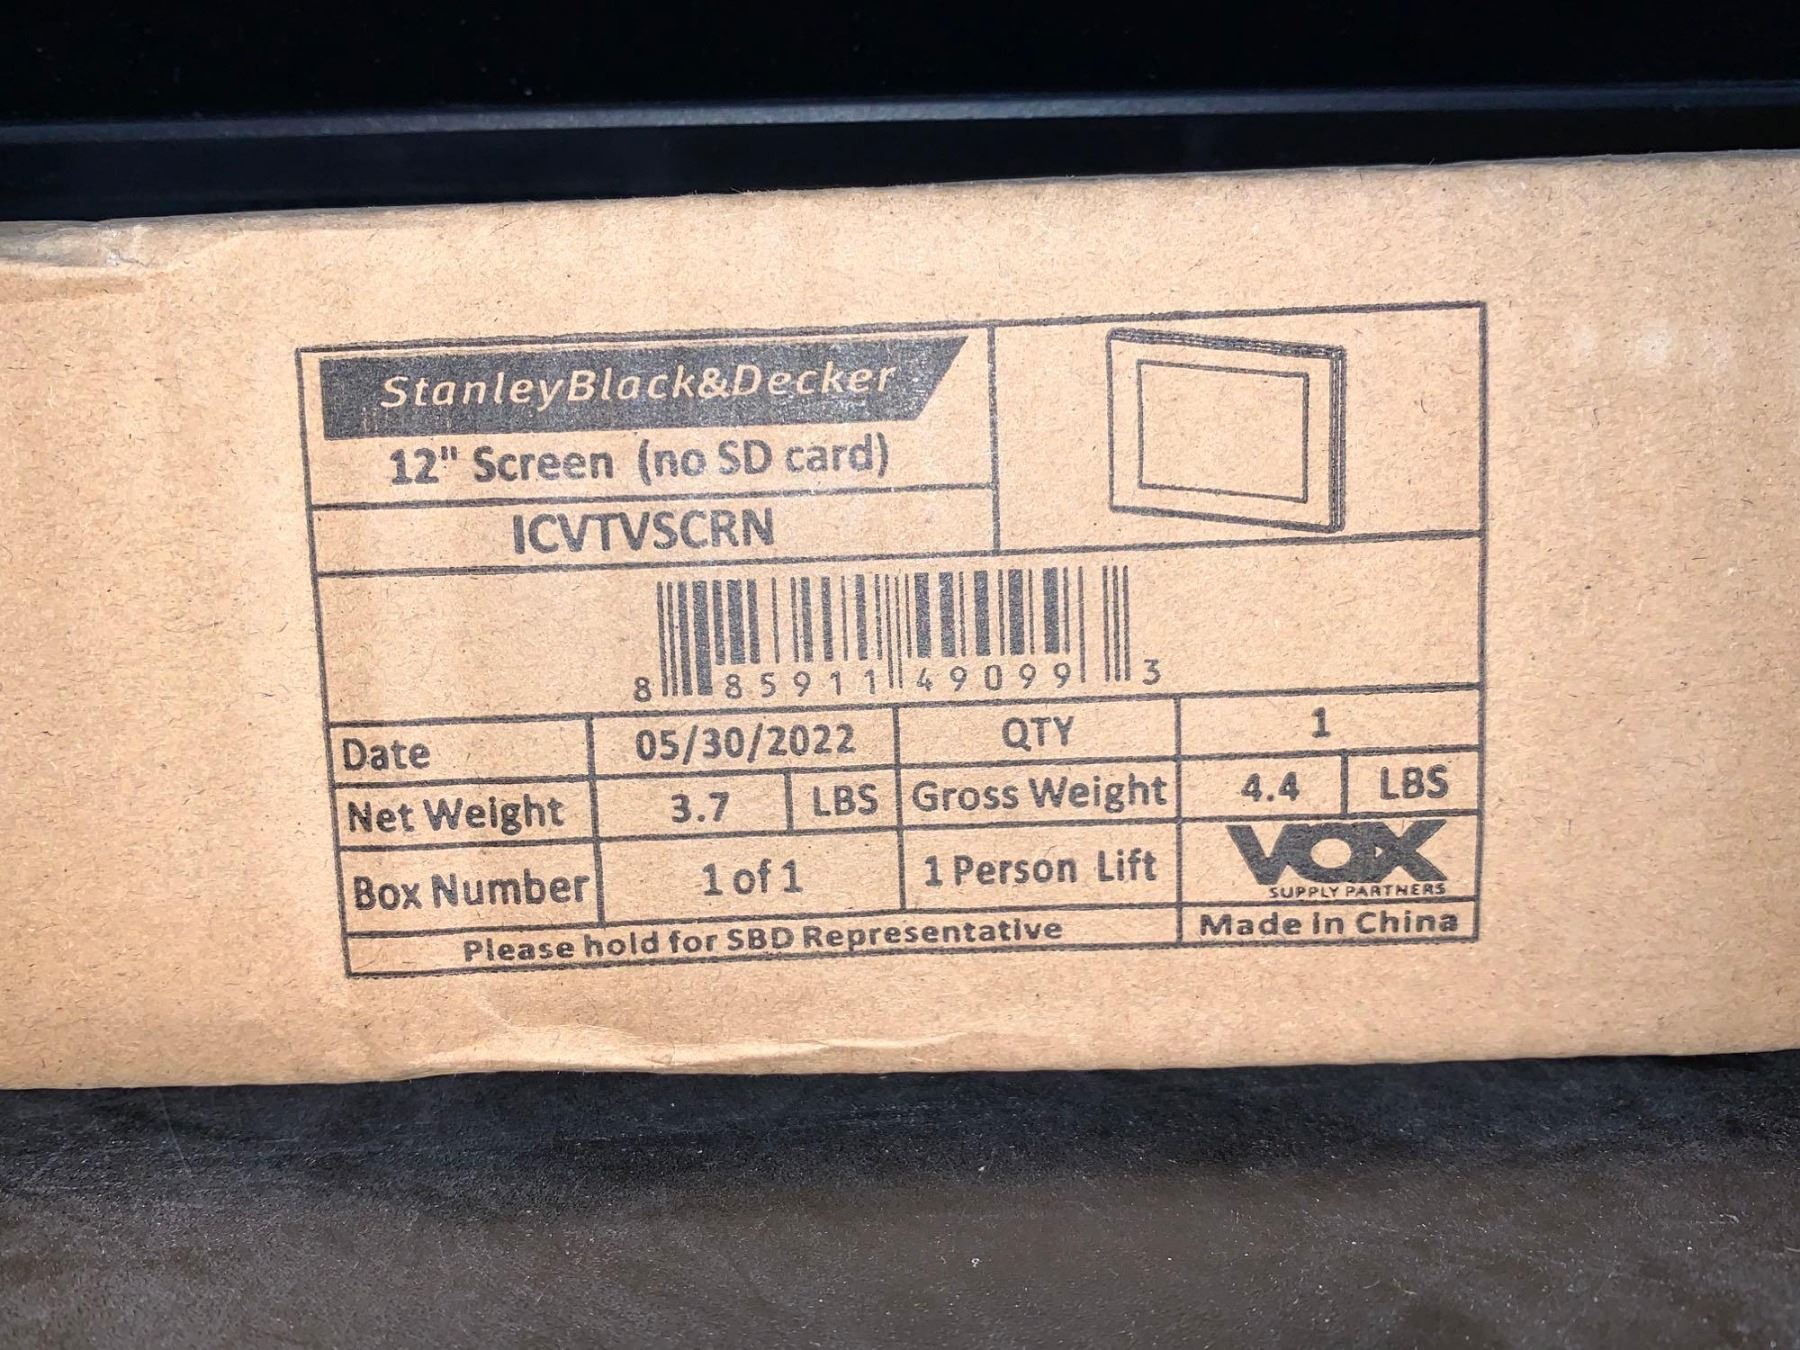 StanleyBlack&Decker
12" Screen (no SD card)
ICVTVSCRN
8 85911 49099 3
Date 05/30/2022 QTY 1
Net Weight 3.7 LBS Gross Weight 4.4 LBS
Box Number 1 of 1 1 Person Lift VOX
SUPPLY PARTNERS
Please hold for SBD Representative Made in China